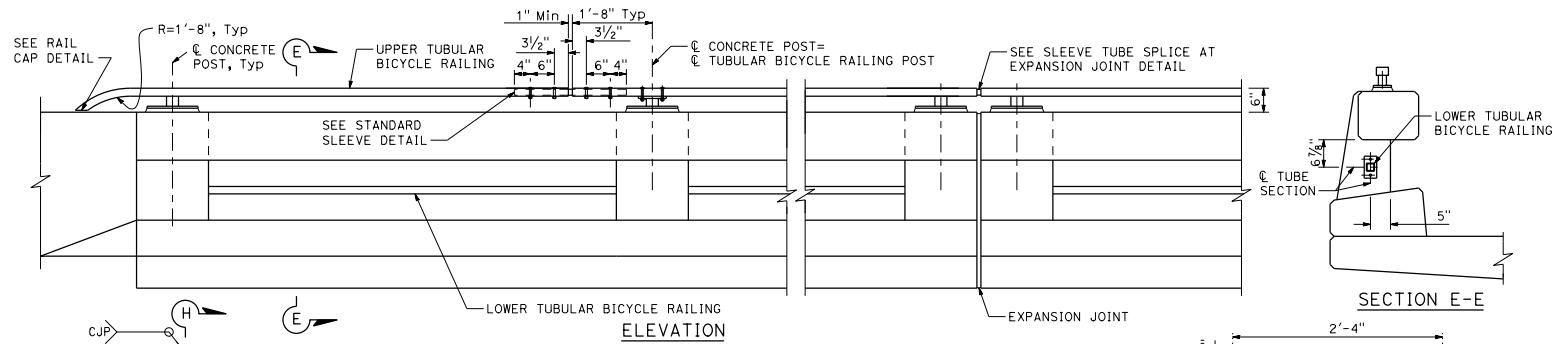 1" Min
1'-8" Typ
R=1'-8", Typ
SEE RAIL
CAP DETAIL
℄ CONCRETE
POST, Typ
E
UPPER TUBULAR
BICYCLE RAILING
3½"
3½"
4"
6"
6"
4"
℄ CONCRETE POST=
℄ TUBULAR BICYCLE RAILING POST
SEE SLEEVE TUBE SPLICE AT
EXPANSION JOINT DETAIL
6"
SEE STANDARD
SLEEVE DETAIL
LOWER TUBULAR
BICYCLE RAILING
6⅞"
℄ TUBE
SECTION
5"
SECTION E-E
LOWER TUBULAR BICYCLE RAILING
ELEVATION
EXPANSION JOINT
H
E
CJP
2'-4"